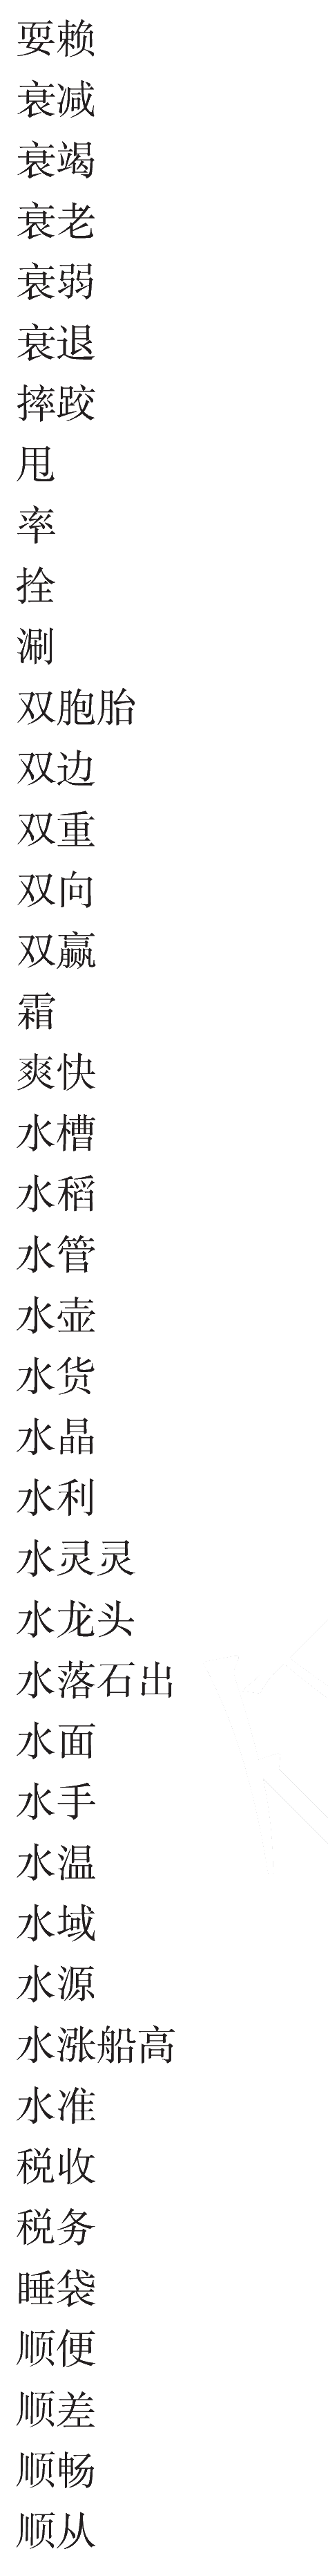 耍赖
衰减
衰竭
衰老
衰弱
衰退
摔跤
甩
率
拴
涮
双胞胎
双边
双重
双向
双赢
霜
爽快
水槽
水稻
水管
水壶
水货
水晶
水利
水灵灵
水龙头
水落石出
水面
水手
水温
水域
水源
水涨船高
水准
税收
税务
睡袋
顺便
顺差
顺畅
顺从